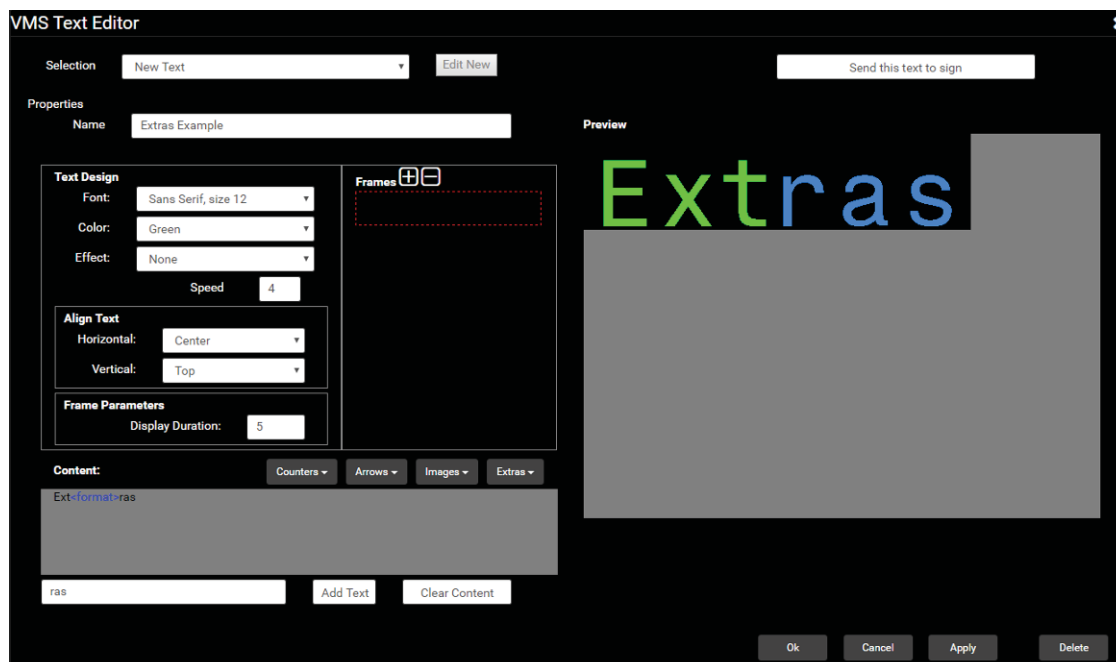 VMS Text Editor
Selection New Text Edit New Send this text to sign
Properties
Name Extras Example
Preview
Text Design
Font: Sans Serif, size 12
Color: Green
Effect: None
Speed 4
Align Text
Horizontal: Center
Vertical: Top
Frame Parameters
Display Duration: 5
Frames
Extras
Content: Counters Arrows Images Extras
Ext<format>ras
ras Add Text Clear Content
Ok Cancel Apply Delete